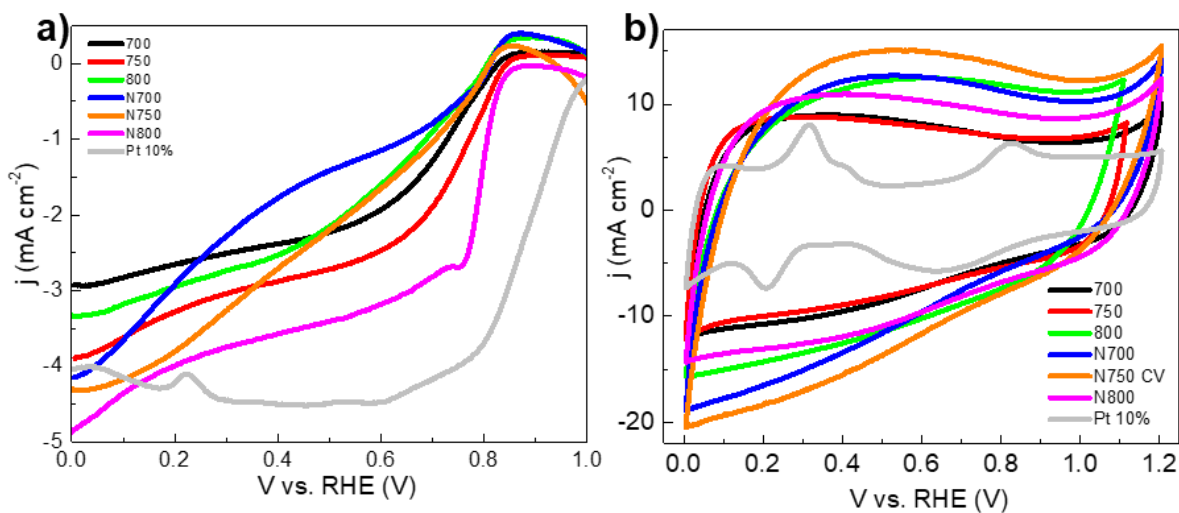 a)
700
750
800
N700
N750
N800
Pt 10%
0
-1
-2
-3
-4
-5
j (mA cm⁻²)
0.0 0.2 0.4 0.6 0.8 1.0
V vs. RHE (V)
b)
10
0
-10
-20
j (mA cm⁻²)
700
750
800
N700
N750 CV
N800
Pt 10%
0.0 0.2 0.4 0.6 0.8 1.0 1.2
V vs. RHE (V)